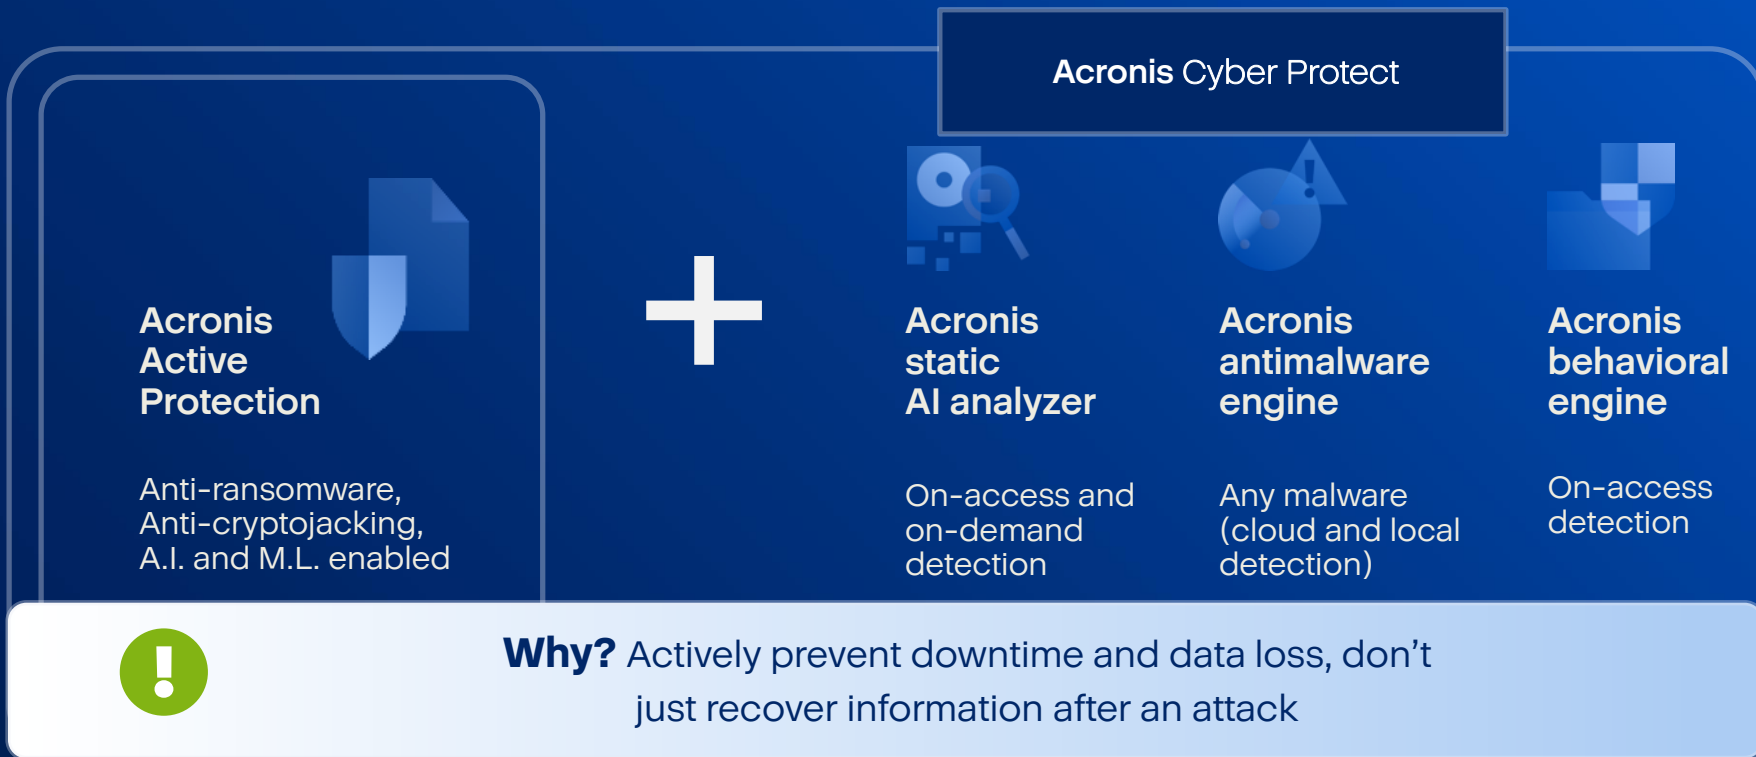 Acronis Cyber Protect
Acronis
Active
Protection
Anti-ransomware,
Anti-cryptojacking,
A.I. and M.L. enabled
Acronis
static
AI analyzer
On-access and
on-demand
detection
Acronis
antimalware
engine
Any malware
(cloud and local
detection)
Acronis
behavioral
engine
On-access
detection
Why? Actively prevent downtime and data loss, don’t
just recover information after an attack